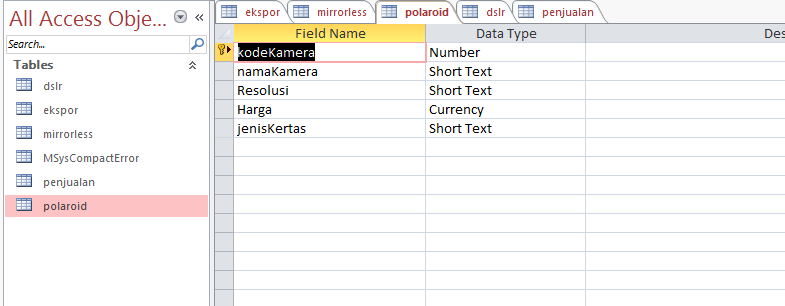 All Access Obje...
Search...
Tables
dslr
ekspor
mirrorless
MSysCompactError
penjualan
polaroid
ekspor mirrorless polaroid dslr penjualan
Field Name Data Type Des
kodeKamera Number
namaKamera Short Text
Resolusi Short Text
Harga Currency
jenisKertas Short Text